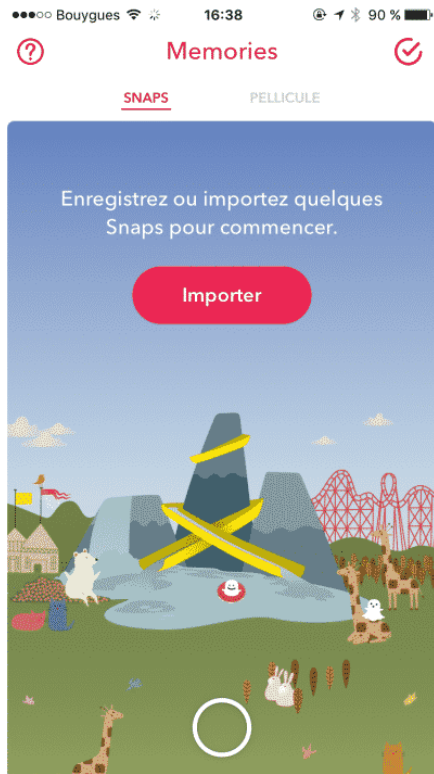 Bouygues 16:38 90 %
Memories
SNAPS PELLICULE
Enregistrez ou importez quelques
Snaps pour commencer.
Importer